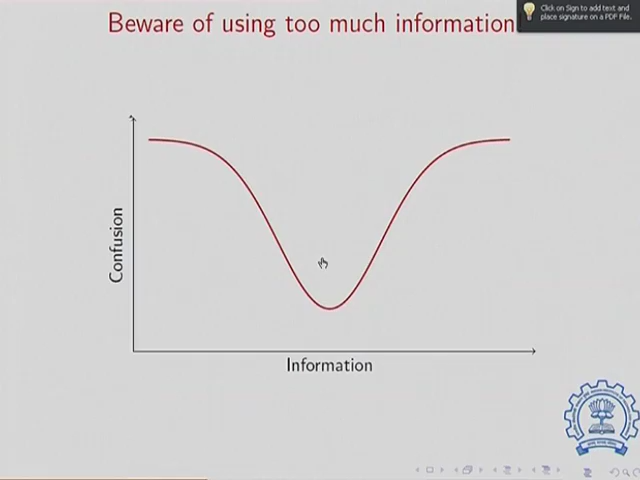 Beware of using too much information
Click on Sign to add text and
place signature on a PDF File.
Confusion
Information